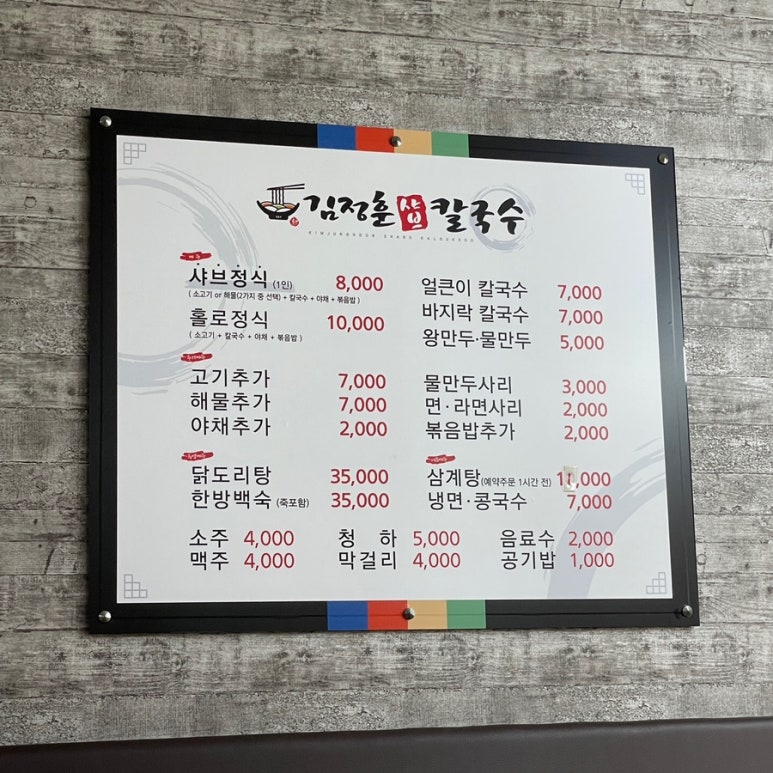 김정훈 샤브 칼국수
KIMJUNGHOON SHABU KALGUKSOO
메뉴
샤브정식 (1인) 8,000
( 소고기 or 해물(2가지 중 선택) + 칼국수 + 야채 + 볶음밥 )
홀로정식 10,000
( 소고기 + 칼국수 + 야채 + 볶음밥 )
얼큰이 칼국수 7,000
바지락 칼국수 7,000
왕만두·물만두 5,000
고기추가 7,000
해물추가 7,000
야채추가 2,000
물만두사리 3,000
면·라면사리 2,000
볶음밥추가 2,000
닭도리탕 35,000
한방백숙 (죽포함) 35,000
삼계탕(예약주문 1시간 전)
냉면·콩국수 7,000
소주 4,000 청 하 5,000 음료수 2,000
맥주 4,000 막걸리 4,000 공기밥 1,000